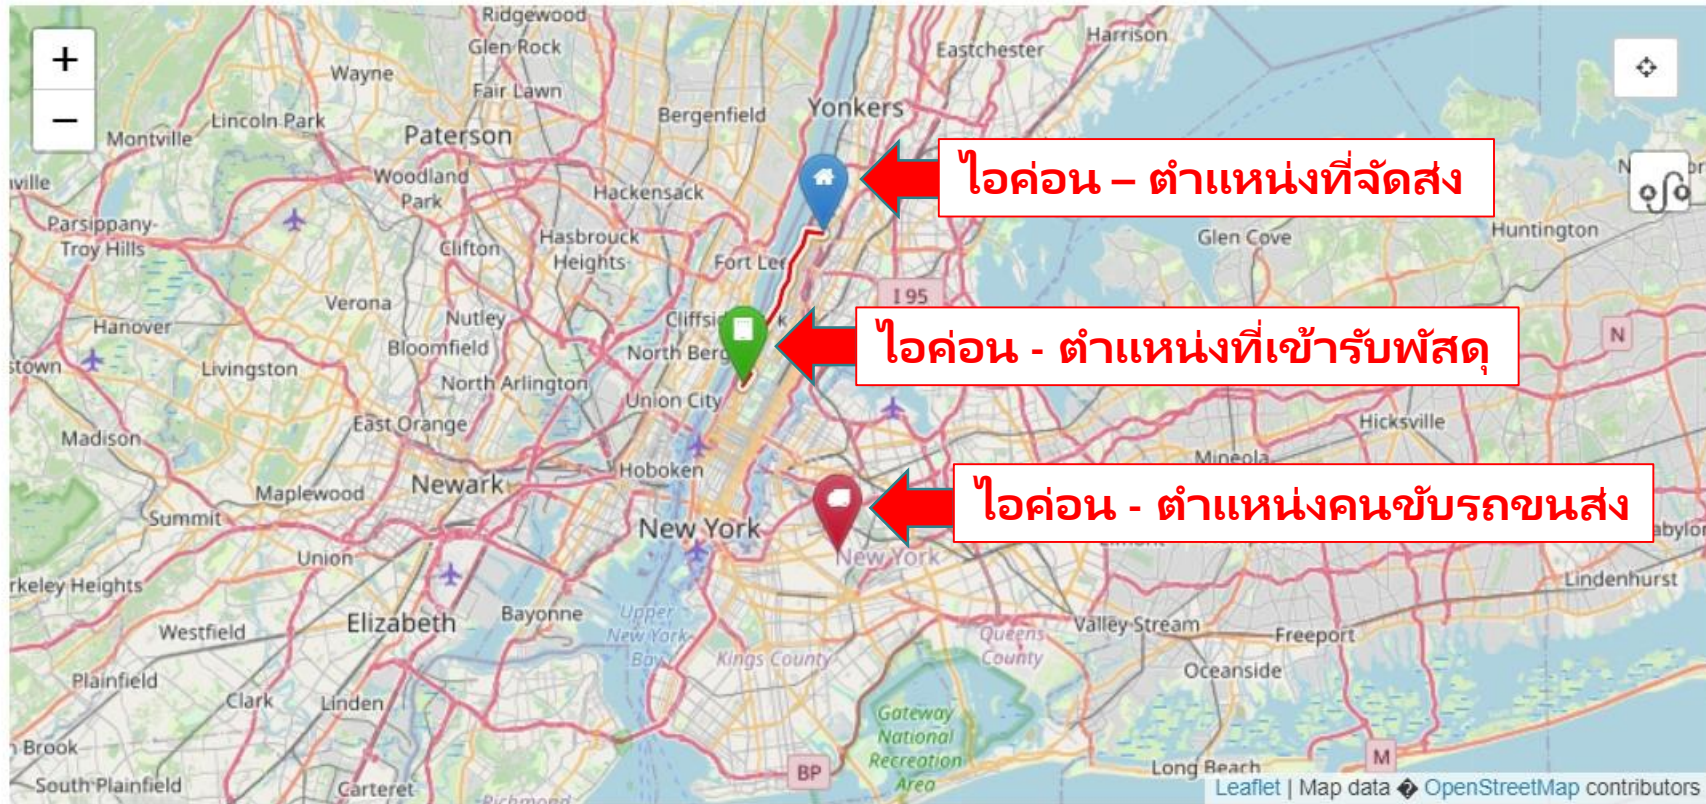 Ridgewood
Glen Rock
Harrison
Eastchester
+
Wayne
Fair Lawn
Yonkers
Bergenfield
−
Lincoln Park
Montville
Paterson
ไอค่อน – ตำแหน่งที่จัดส่ง
Woodland
Park
Hackensack
Parsippany-
Troy Hills
Clifton
Hasbrouck
Heights
Fort Lee
Glen Cove
Huntington
I 95
Verona
Nutley
Hanover
Bloomfield
North Arlington
Livingston
ไอค่อน - ตำแหน่งที่เข้ารับพัสดุ
N
Union City
East Orange
Hicksville
Madison
Hoboken
Mineola
Newark
Maplewood
Summit
ไอค่อน - ตำแหน่งคนขับรถขนส่ง
New York
New York
Union
rkeley Heights
Lindenhurst
Bayonne
Elizabeth
Upper
New York
Bay
Westfield
Kings County
Queens
County
Valley Stream
Freeport
Oceanside
Plainfield
Clark
Linden
Gateway
National
Recreation
Area
Brook
South Plainfield
Carteret
BP
M
Long Beach
Leaflet | Map data � OpenStreetMap contributors